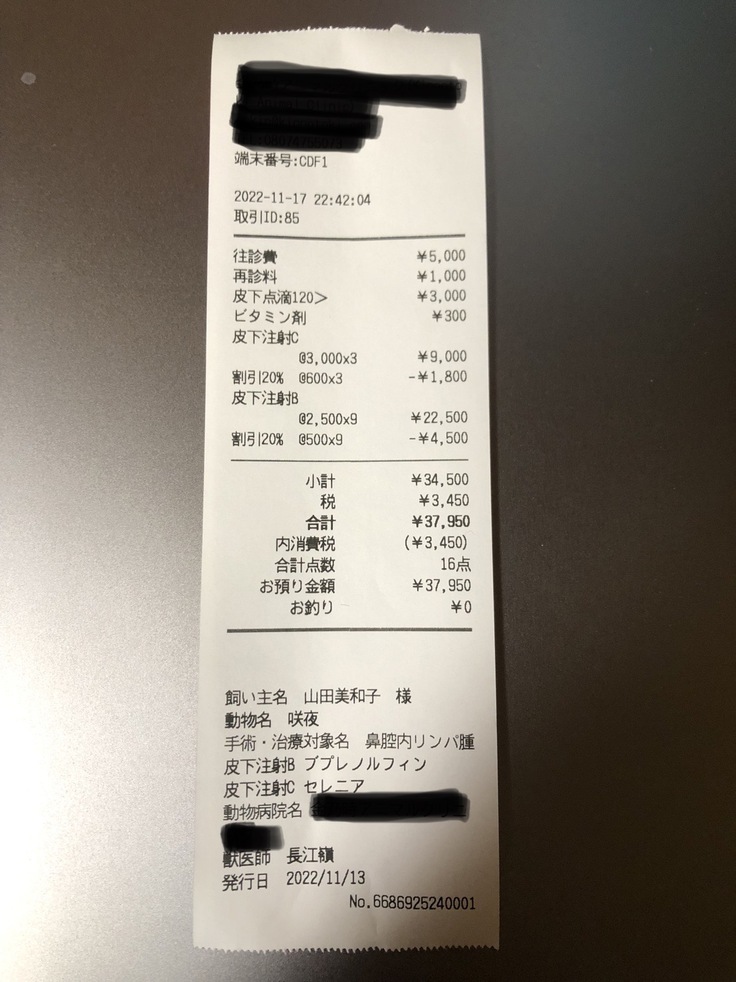 端末番号:CDF1
2022-11-17 22:42:04
取引ID:85
往診費 ¥5,000
再診料 ¥1,000
皮下点滴120＞ ¥3,000
ビタミン剤 ¥300
皮下注射C
@3,000x3 ¥9,000
割引20% @600x3 -¥1,800
皮下注射B
@2,500x9 ¥22,500
割引20% @500x9 -¥4,500
小計 ¥34,500
税 ¥3,450
合計 ¥37,950
内消費税 (¥3,450)
合計点数 16点
お預り金額 ¥37,950
お釣り ¥0
飼い主名 山田美和子 様
動物名 咲夜
手術・治療対象名 鼻腔内リンパ腫
皮下注射B ブプレノルフィン
皮下注射C セレニア
動物病院名
獣医師 長江嶺
発行日 2022/11/13
No.6686925240001